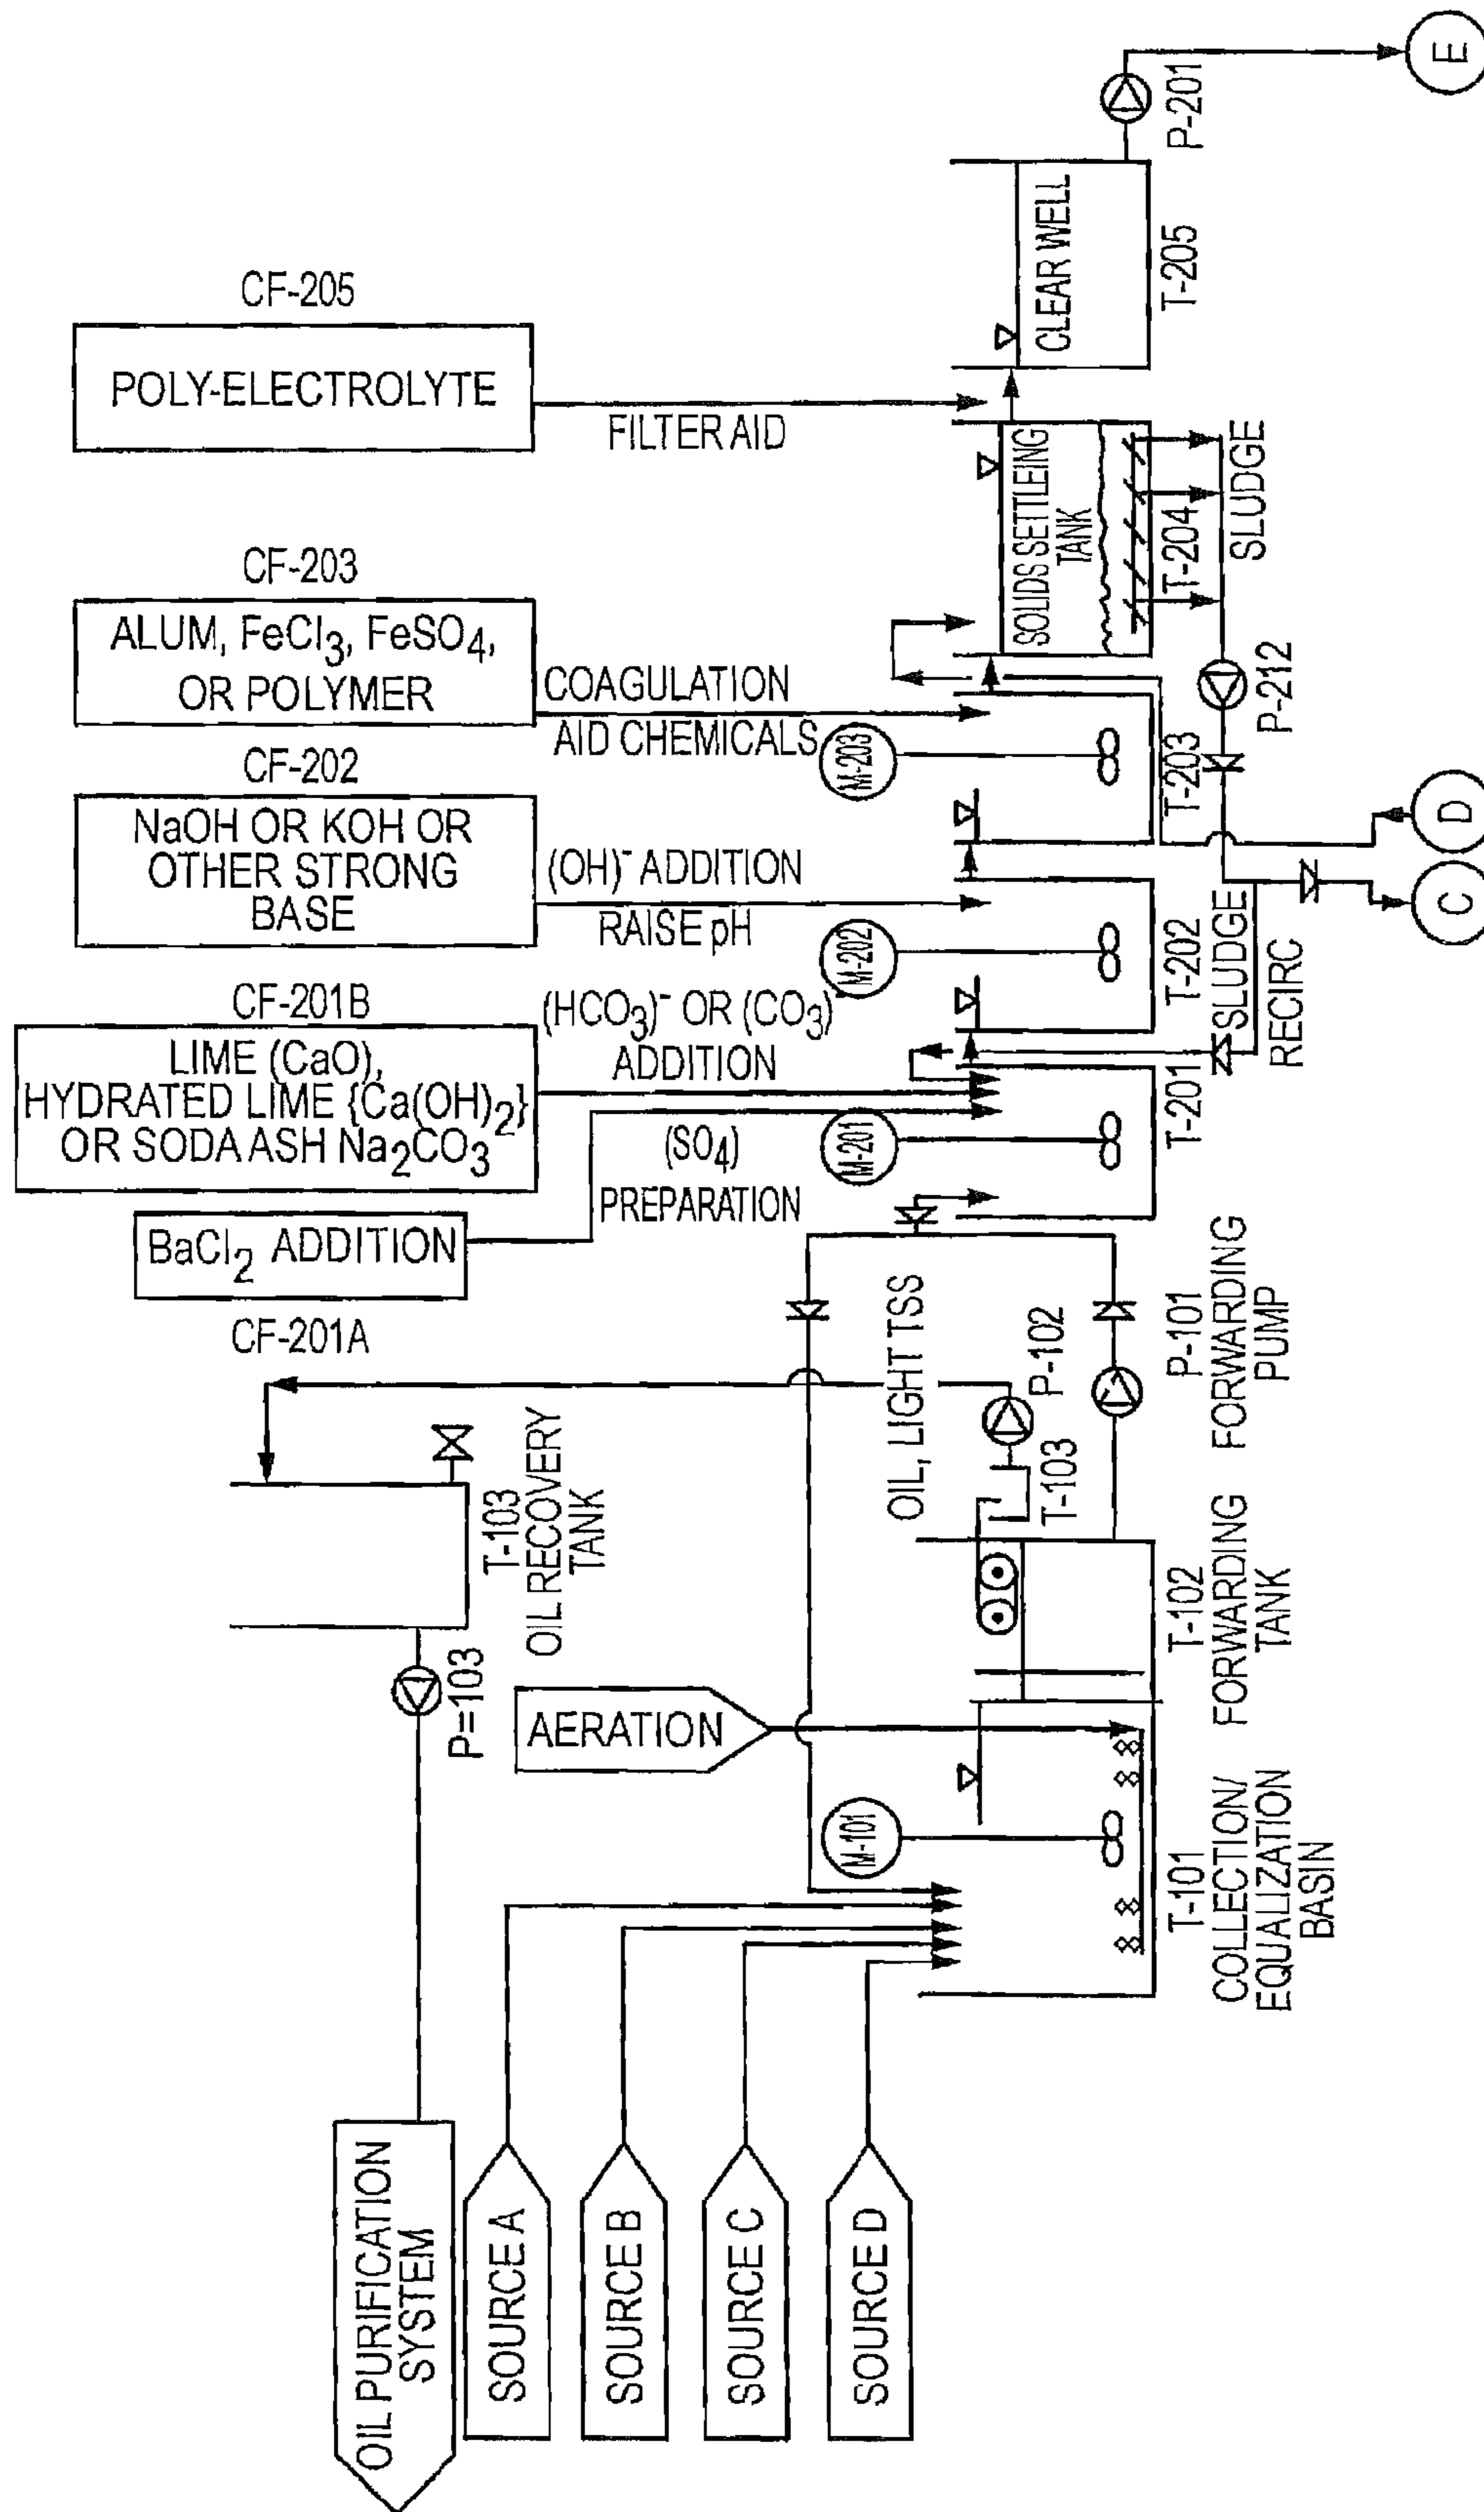 CF-205
POLY-ELECTROLYTE
FILTER AID
CF-203
ALUM, FeCl3, FeSO4,
OR POLYMER
COAGULATION
AID CHEMICALS
CF-202
NaOH OR KOH OR
OTHER STRONG
BASE
(OH)- ADDITION
RAISE pH
CF-201B
LIME (CaO),
HYDRATED LIME {Ca(OH)2}
OR SODA ASH Na2CO3
(HCO3)- OR (CO3)-
ADDITION
BaCl2 ADDITION
CF-201A
(SO4)
PREPARATION
M-203
M-202
M-201
M-101
SOLIDS SETTLEING
TANK
CLEAR WELL
T-205
P-201
E
T-204
SLUDGE
P-212
T-203
D
C
T-202
SLUDGE
RECIRC
T-201
P-101
FORWARDING
PUMP
OIL, LIGHT TSS
P-102
T-103
T-103
OIL RECOVERY
TANK
P=103
AERATION
T-102
FORWARDING
TANK
T-101
COLLECTION/
EQUALIZATION
BASIN
OIL PURIFICATION
SYSTEM
SOURCE A
SOURCE B
SOURCE C
SOURCE D